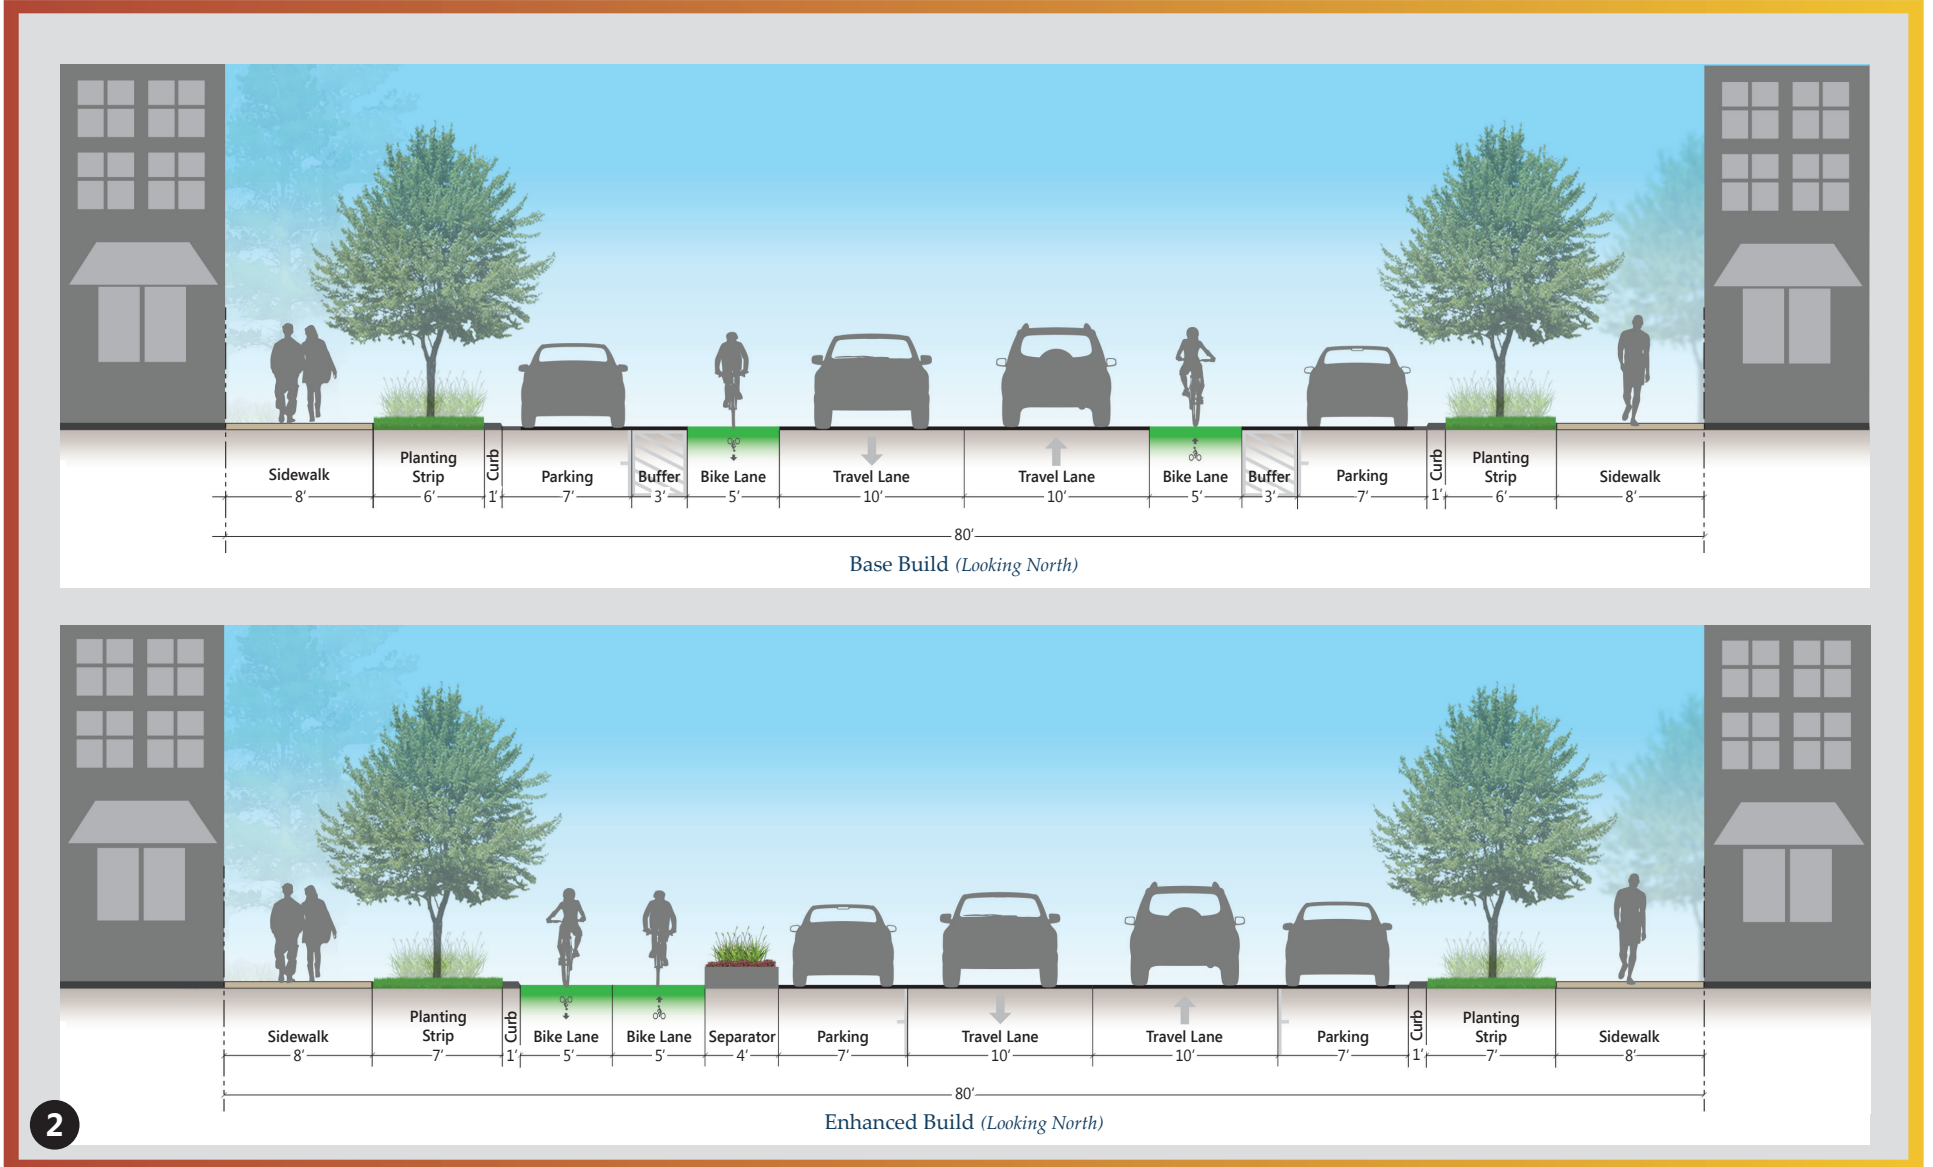 Sidewalk
8'
Planting
Strip
6'
Curb
1'
Parking
7'
Buffer
3'
Bike Lane
5'
Travel Lane
10'
Travel Lane
10'
Bike Lane
5'
Buffer
3'
Parking
7'
Curb
1'
Planting
Strip
6'
Sidewalk
8'
80'
Base Build (Looking North)
Sidewalk
8'
Planting
Strip
7'
Curb
1'
Bike Lane
5'
Bike Lane
5'
Separator
4'
Parking
7'
Travel Lane
10'
Travel Lane
10'
Parking
7'
Curb
1'
Planting
Strip
7'
Sidewalk
8'
80'
Enhanced Build (Looking North)
2